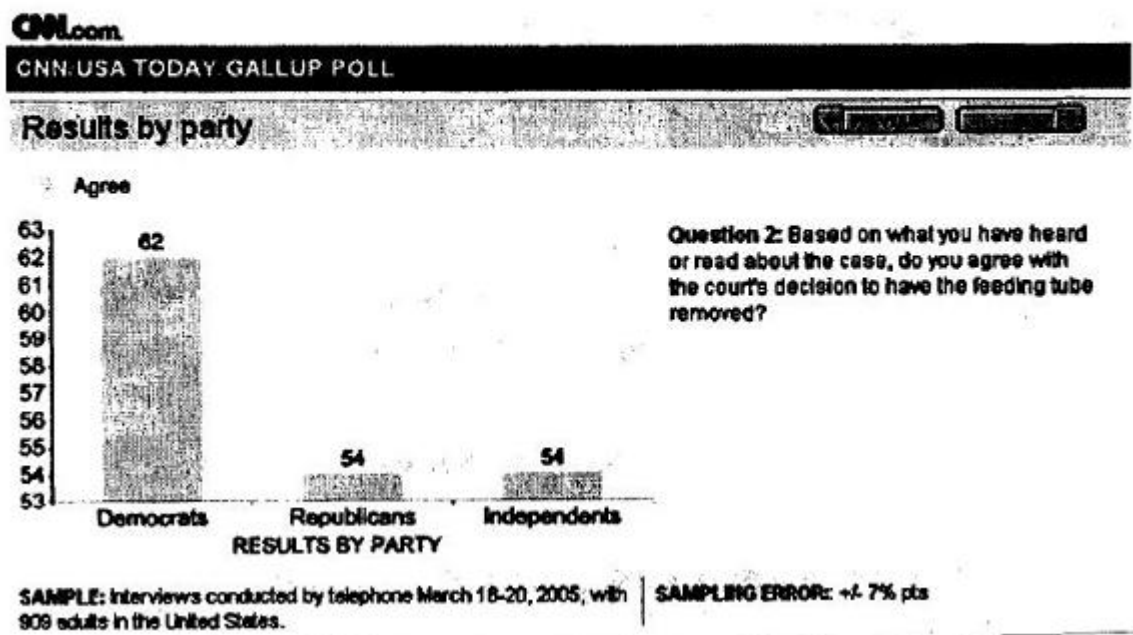 CNN.com.
CNN/USA TODAY/GALLUP POLL
Results by party
Agree
63
62
61
60
59
58
57
56
55
54
53
62
54
54
Democrats Republicans Independents
RESULTS BY PARTY
Question 2: Based on what you have heard
or read about the case, do you agree with
the court's decision to have the feeding tube
removed?
SAMPLE: Interviews conducted by telephone March 18-20, 2005, with
909 adults in the United States.
SAMPLING ERROR: +/- 7% pts